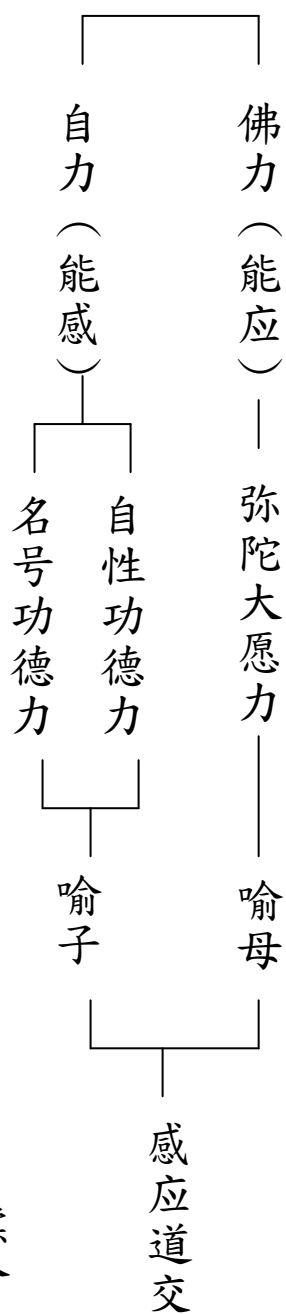 佛力（能应）
弥陀大愿力
喻母
自力（能感）
自性功德力
名号功德力
喻子
感应道交